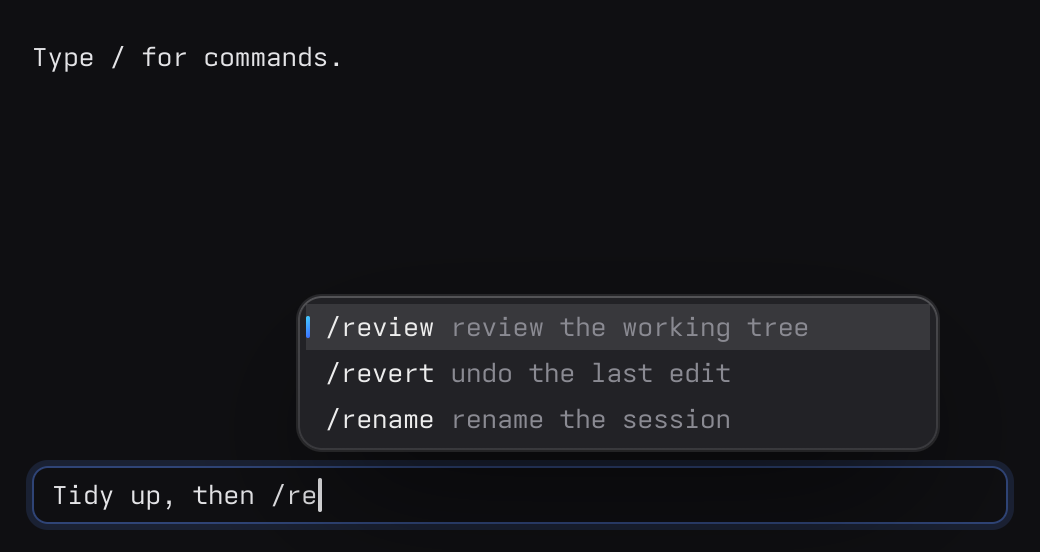 Type / for commands.
/review review the working tree
/revert undo the last edit
/rename rename the session
Tidy up, then /re